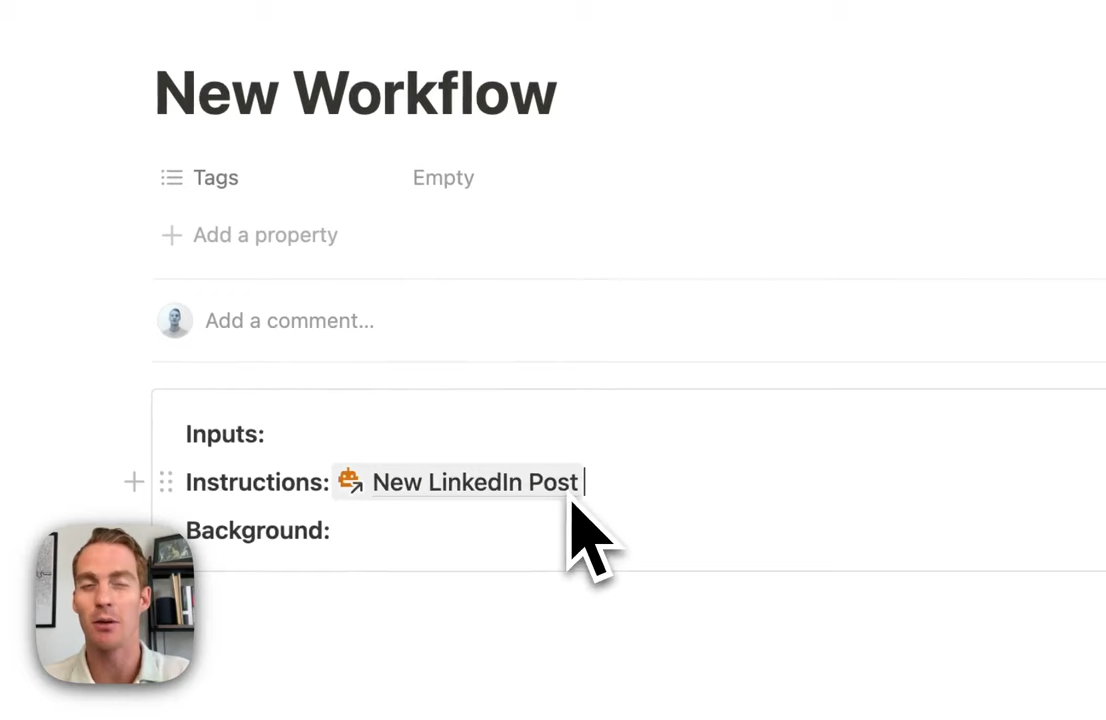 New Workflow
Tags Empty
Add a property
Add a comment...
Inputs:
Instructions: New LinkedIn Post
Background: